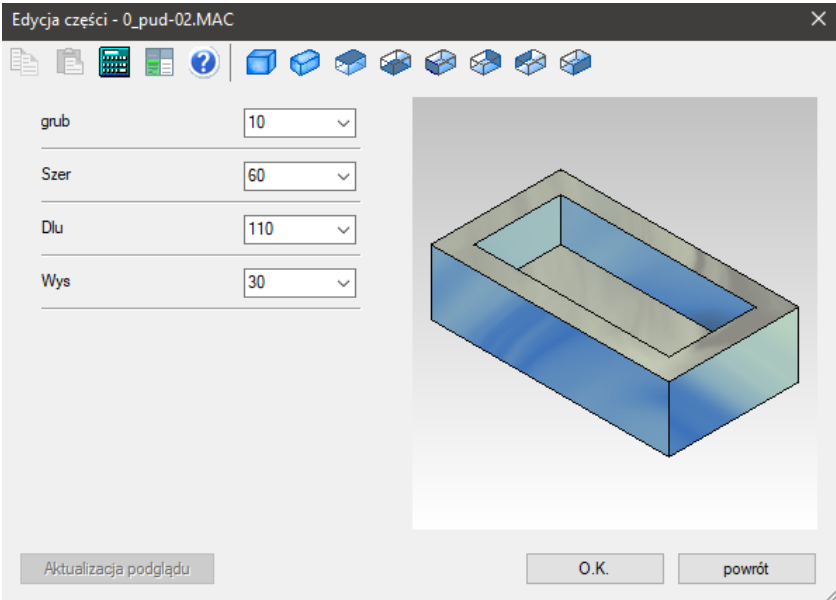 Edycja części - 0_pud-02.MAC
grub 10
Szer 60
Dlu 110
Wys 30
Aktualizacja podglądu O.K. powrót